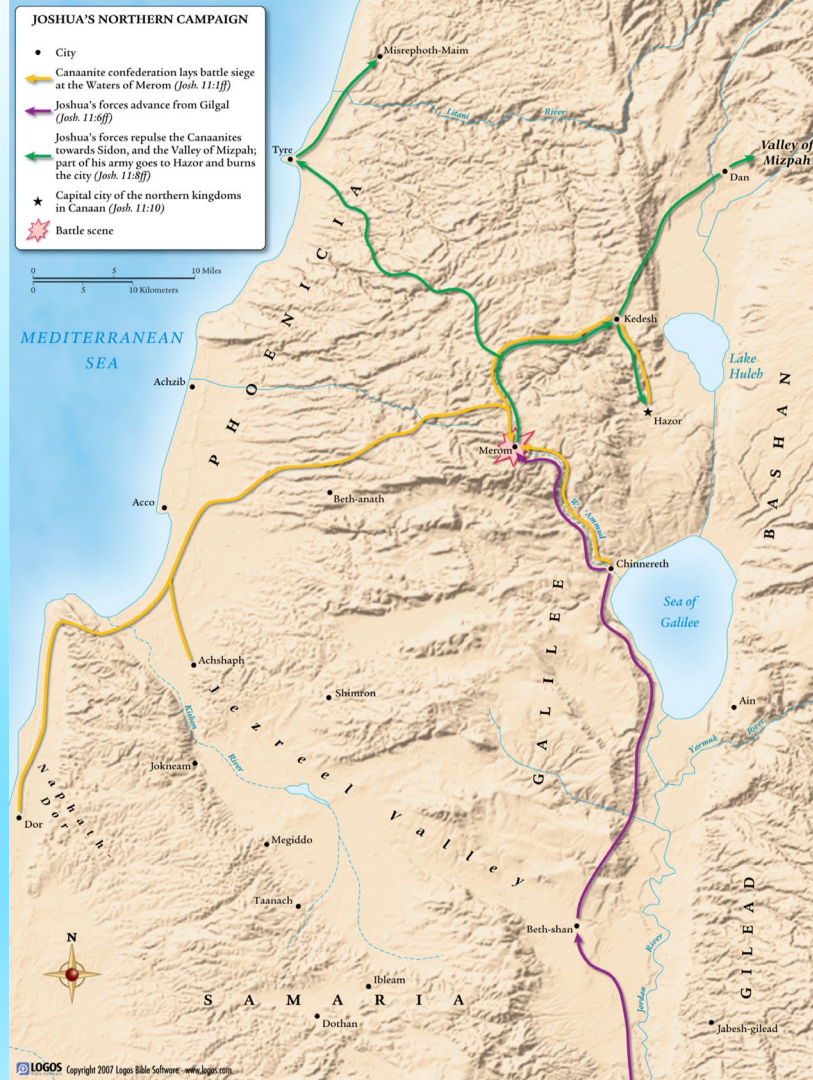 JOSHUA'S NORTHERN CAMPAIGN
City
Canaanite confederation lays battle siege
at the Waters of Merom (Josh. 11:1ff)
Joshua's forces advance from Gilgal
(Josh. 11:6ff)
Joshua's forces repulse the Canaanites
towards Sidon, and the Valley of Mizpah;
part of his army goes to Hazor and burns
the city (Josh. 11:8ff)
Capital city of the northern kingdoms
in Canaan (Josh. 11:10)
Battle scene
0 5 10 Miles
0 5 10 Kilometers
Misrephoth-Maim
Litani River
Tyre
Valley of
Mizpah
Dan
PHOENICIA
MEDITERRANEAN
SEA
Kedesh
Lake
Huleh
Achzib
Hazor
BASHAN
Merom
Beth-anath
Acco
W. Ammud
Chinnereth
Sea of
Galilee
GALILEE
Achshaph
Shimron
Ain
Yarmuk River
Kishon River
Jezreel Valley
Jokneam
Naphath-
Dor
Dor
Megiddo
Taanach
GILEAD
Beth-shan
Jordan River
N
Ibleam
SAMARIA
Dothan
Jabesh-gilead
LOGOS Copyright 2007 Logos Bible Software - www.logos.com